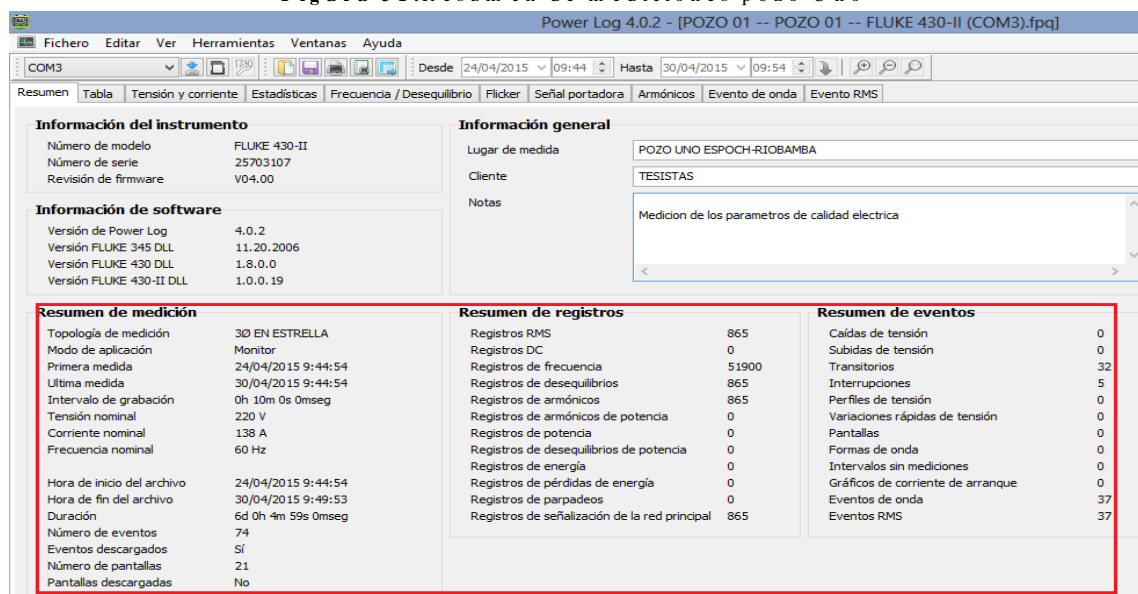 Power Log 4.0.2 - [POZO 01 -- POZO 01 -- FLUKE 430-II (COM3).fpq]
Fichero Editar Ver Herramientas Ventanas Ayuda
COM3 Desde 24/04/2015 09:44 Hasta 30/04/2015 09:54
Resumen Tabla Tensión y corriente Estadísticas Frecuencia / Desequilibrio Flicker Señal portadora Armónicos Evento de onda Evento RMS
Información del instrumento
Número de modelo FLUKE 430-II
Número de serie 25703107
Revisión de firmware V04.00
Información de software
Versión de Power Log 4.0.2
Versión FLUKE 345 DLL 11.20.2006
Versión FLUKE 430 DLL 1.8.0.0
Versión FLUKE 430-II DLL 1.0.0.19
Información general
Lugar de medida POZO UNO ESPOCH-RIOBAMBA
Cliente TESISTAS
Notas Medicion de los parametros de calidad electrica
Resumen de medición
Topología de medición 3Ø EN ESTRELLA
Modo de aplicación Monitor
Primera medida 24/04/2015 9:44:54
Ultima medida 30/04/2015 9:44:54
Intervalo de grabación 0h 10m 0s 0mseg
Tensión nominal 220 V
Corriente nominal 138 A
Frecuencia nominal 60 Hz
Hora de inicio del archivo 24/04/2015 9:44:54
Hora de fin del archivo 30/04/2015 9:49:53
Duración 6d 0h 4m 59s 0mseg
Número de eventos 74
Eventos descargados Sí
Número de pantallas 21
Pantallas descargadas No
Resumen de registros
Registros RMS 865
Registros DC 0
Registros de frecuencia 51900
Registros de desequilibrios 865
Registros de armónicos 865
Registros de armónicos de potencia 0
Registros de potencia 0
Registros de desequilibrios de potencia 0
Registros de energía 0
Registros de pérdidas de energía 0
Registros de parpadeos 0
Registros de señalización de la red principal 865
Resumen de eventos
Caídas de tensión 0
Subidas de tensión 0
Transitorios 32
Interrupciones 5
Perfiles de tensión 0
Variaciones rápidas de tensión 0
Pantallas 0
Formas de onda 0
Intervalos sin mediciones 0
Gráficos de corriente de arranque 0
Eventos de onda 37
Eventos RMS 37